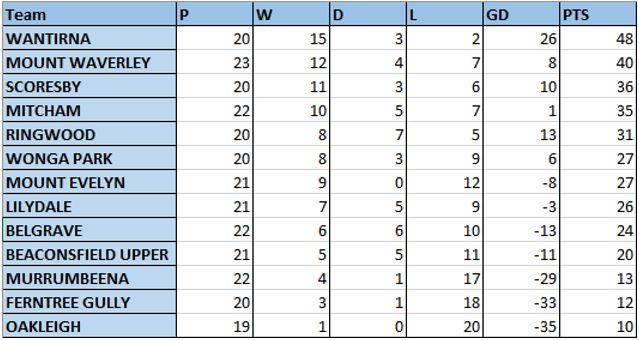 Team P W D L GD PTS
WANTIRNA 20 15 3 2 26 48
MOUNT WAVERLEY 23 12 4 7 8 40
SCORESBY 20 11 3 6 10 36
MITCHAM 22 10 5 7 1 35
RINGWOOD 20 8 7 5 13 31
WONGA PARK 20 8 3 9 6 27
MOUNT EVELYN 21 9 0 12 -8 27
LILYDALE 21 7 5 9 -3 26
BELGRAVE 22 6 6 10 -13 24
BEACONSFIELD UPPER 21 5 5 11 -11 20
MURRUMBEENA 22 4 1 17 -29 13
FERNTREE GULLY 20 3 1 18 -33 12
OAKLEIGH 19 1 0 20 -35 10